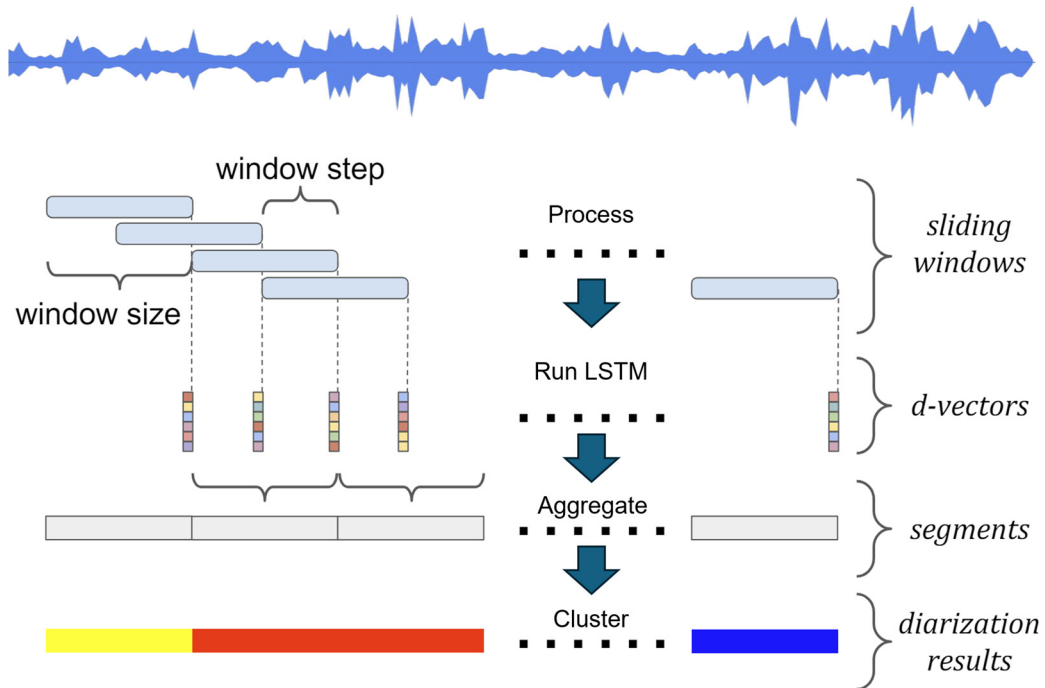 window step
Process
sliding
windows
window size
Run LSTM
d-vectors
Aggregate
segments
Cluster
diarization
results